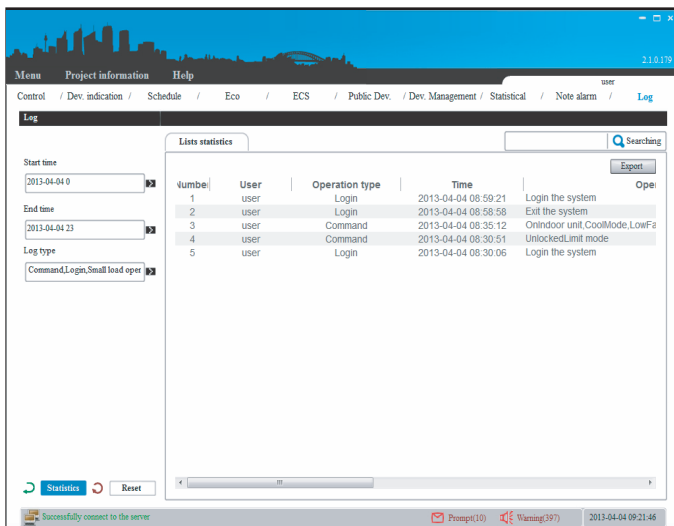 2.1.0.179
Menu Project information Help
user
Control / Dev. indication / Schedule / Eco / ECS / Public Dev. / Dev. Management / Statistical / Note alarm / Log
Log
Lists statistics
Searching
Export
Start time
2013-04-04 0
End time
2013-04-04 23
Log type
Command,Login,Small load oper
Number User Operation type Time Oper
1 user Login 2013-04-04 08:59:21 Login the system
2 user Login 2013-04-04 08:58:58 Exit the system
3 user Command 2013-04-04 08:35:12 OnIndoor unit,CoolMode,LowFa
4 user Command 2013-04-04 08:30:51 UnlockedLimit mode
5 user Login 2013-04-04 08:30:06 Login the system
Statistics Reset
Successfully connect to the server Prompt(10) Warning(397) 2013-04-04 09:21:46